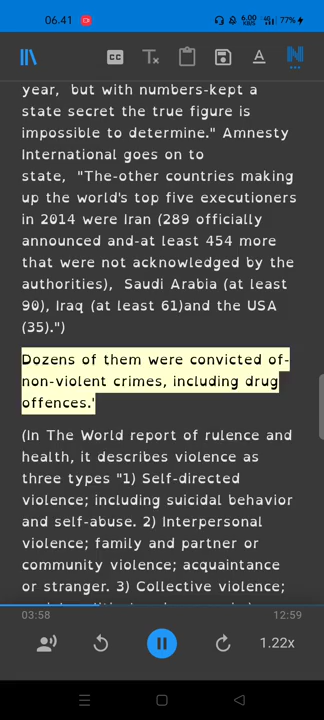 06.41
6.00 KB/S
77%
CC
year,  but with numbers-kept a
state secret the true figure is
impossible to determine." Amnesty
International goes on to
state,  "The-other countries making
up the world's top five executioners
in 2014 were Iran (289 officially
announced and-at least 454 more
that were not acknowledged by the
authorities),  Saudi Arabia (at least
90), Iraq (at least 61)and the USA
(35).")
Dozens of them were convicted of-
non-violent crimes, including drug
offences.'
(In The World report of rulence and
health, it describes violence as
three types "1) Self-directed
violence; including suicidal behavior
and self-abuse. 2) Interpersonal
violence; family and partner or
community violence; acquaintance
or stranger. 3) Collective violence;
03:58
12:59
1.22x